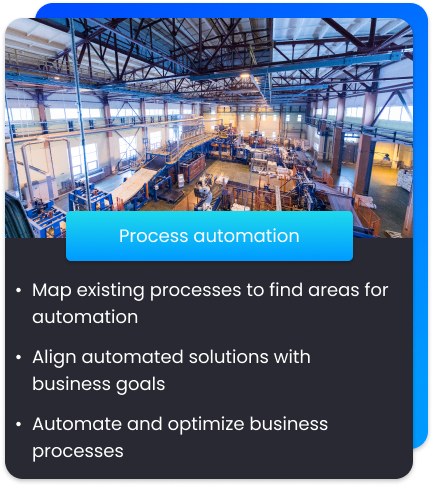 Process automation
• Map existing processes to find areas for
automation
• Align automated solutions with
business goals
• Automate and optimize business
processes